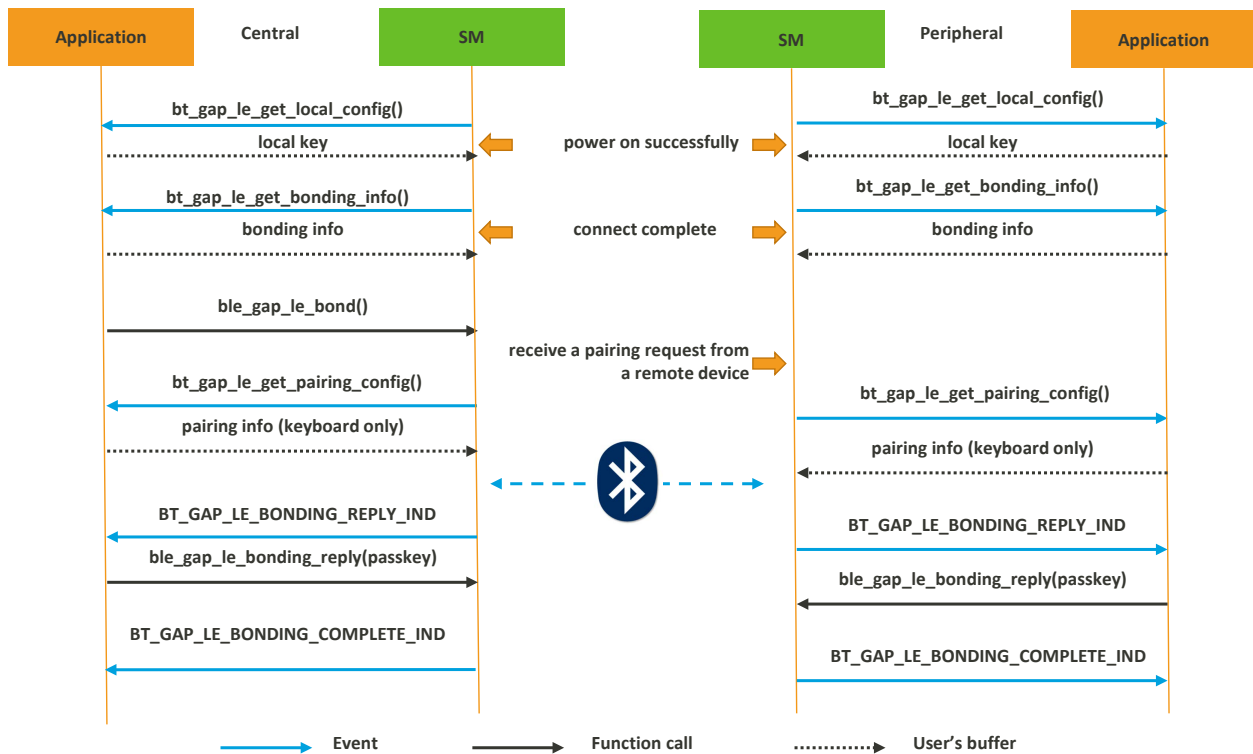 Application
Central
SM
SM
Peripheral
Application
bt_gap_le_get_local_config()
bt_gap_le_get_local_config()
local key
power on successfully
local key
bt_gap_le_get_bonding_info()
bt_gap_le_get_bonding_info()
bonding info
connect complete
bonding info
ble_gap_le_bond()
receive a pairing request from
a remote device
bt_gap_le_get_pairing_config()
bt_gap_le_get_pairing_config()
pairing info (keyboard only)
pairing info (keyboard only)
BT_GAP_LE_BONDING_REPLY_IND
BT_GAP_LE_BONDING_REPLY_IND
ble_gap_le_bonding_reply(passkey)
ble_gap_le_bonding_reply(passkey)
BT_GAP_LE_BONDING_COMPLETE_IND
BT_GAP_LE_BONDING_COMPLETE_IND
Event
Function call
User's buffer